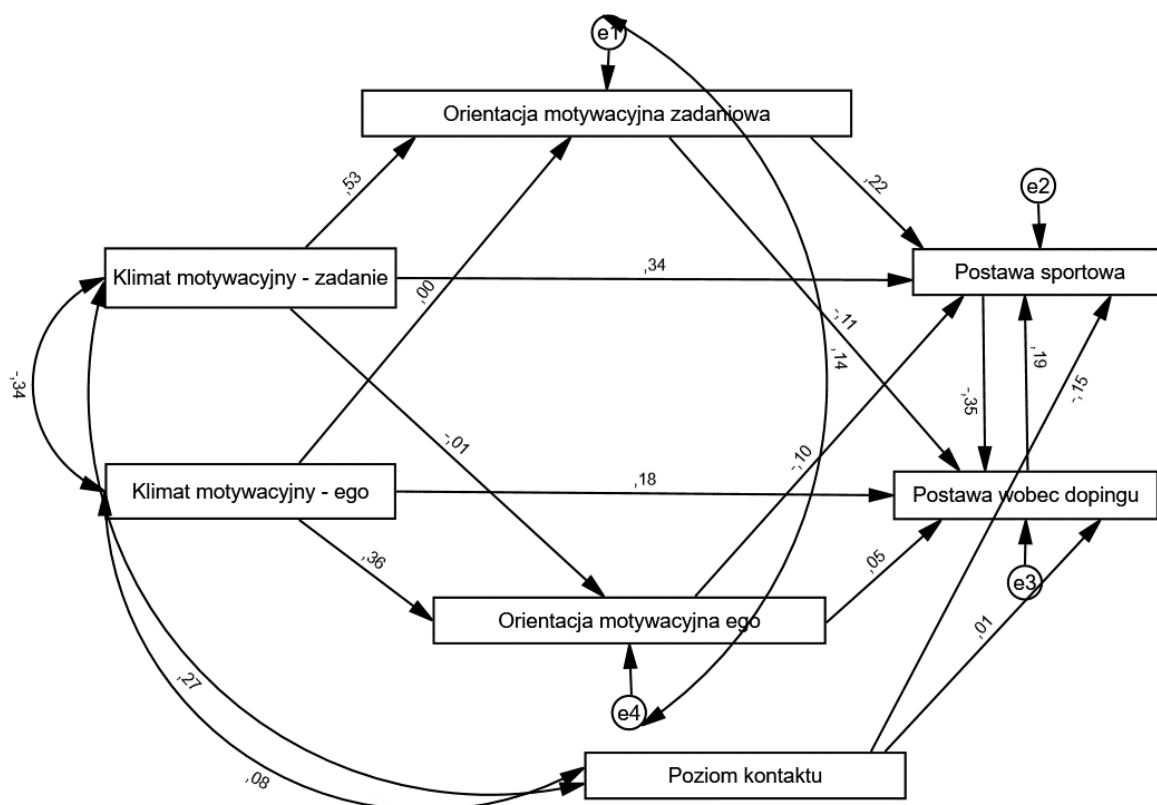 e1
Orientacja motywacyjna zadaniowa
,53
,22
e2
Klimat motywacyjny - zadanie
,34
Postawa sportowa
,00
-,11
,14
,19
-,15
-,34
-,35
-,01
-,10
Klimat motywacyjny - ego
,18
Postawa wobec dopingu
,36
,05
e3
Orientacja motywacyjna ego
,01
,27
e4
,08
Poziom kontaktu